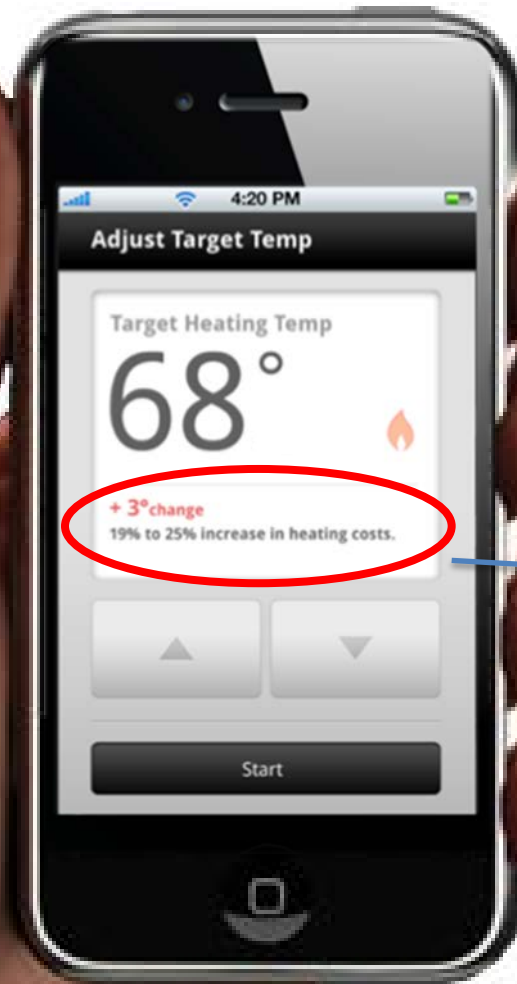 4:20 PM
Adjust Target Temp
Target Heating Temp
68°
+ 3°change
19% to 25% increase in heating costs.
Start